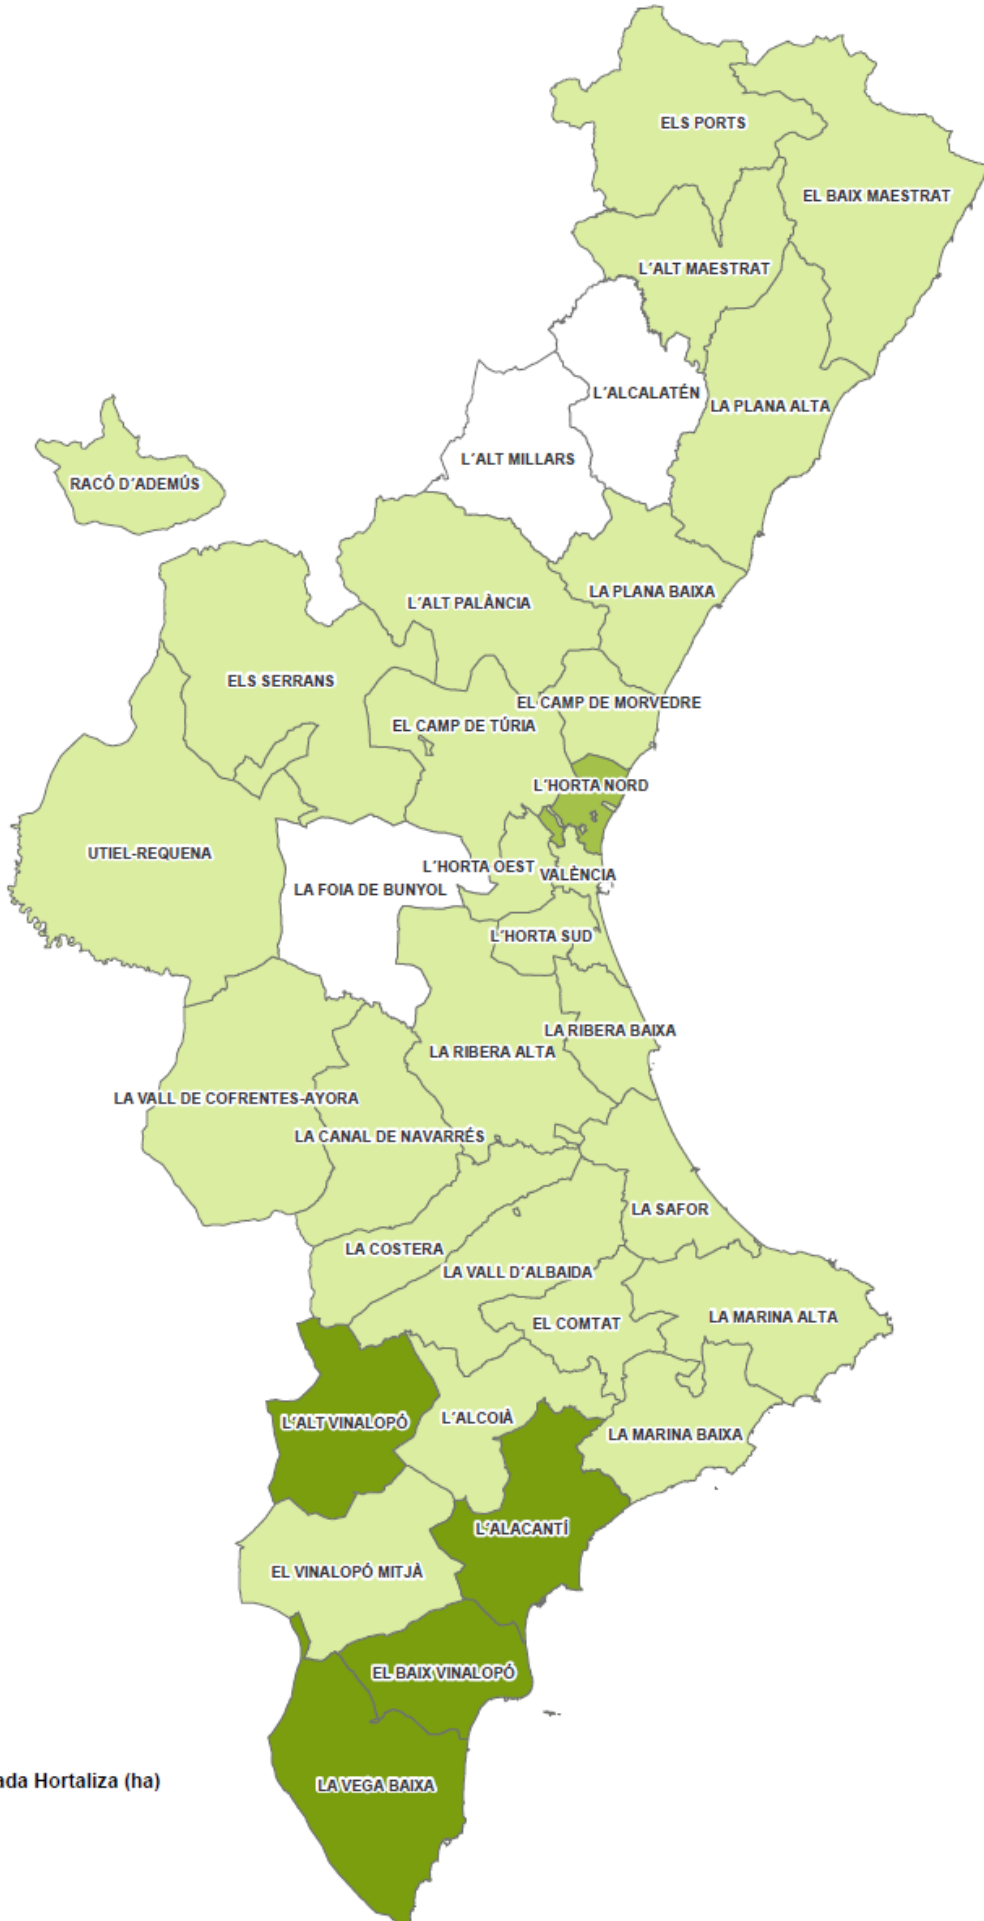 ELS PORTS
EL BAIX MAESTRAT
L´ALT MAESTRAT
L´ALCALATÉN
LA PLANA ALTA
L´ALT MILLARS
RACÓ D´ADEMÚS
LA PLANA BAIXA
L´ALT PALÀNCIA
ELS SERRANS
EL CAMP DE MORVEDRE
EL CAMP DE TÚRIA
L´HORTA NORD
UTIEL-REQUENA
L´HORTA OEST
VALÈNCIA
LA FOIA DE BUNYOL
L´HORTA SUD
LA RIBERA BAIXA
LA RIBERA ALTA
LA VALL DE COFRENTES-AYORA
LA CANAL DE NAVARRÉS
LA SAFOR
LA COSTERA
LA VALL D´ALBAIDA
LA MARINA ALTA
EL COMTAT
L´ALT VINALOPÓ
L´ALCOIÀ
LA MARINA BAIXA
L´ALACANTÍ
EL VINALOPÓ MITJÀ
EL BAIX VINALOPÓ
Hortaliza (ha)
LA VEGA BAIXA